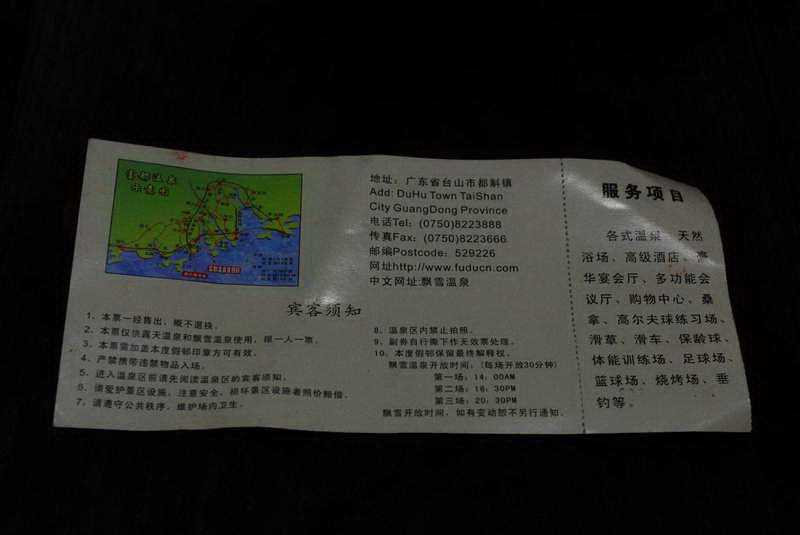 示意图
地址：广东省台山市都斛镇
Add: DuHu Town TaiShan
City GuangDong Province
电话Tel: (0750)8223888
传真Fax: (0750)8223666
邮编Postcode: 529226
网址http://www.fuducn.com
中文网址:飘雪温泉
宾客须知
1、本票一经售出，概不退换。
2、本票仅供露天温泉和飘雪温泉使用，限一人一票。
3、本票需加盖本度假邨印章方可有效。
4、严禁携带违禁物品入场。
5、进入温泉区前请先阅读温泉区的宾客须知。
6、请爱护景区设施，注意安全，损坏景区设施者照价赔偿。
7、请遵守公共秩序，维护场内卫生。
8、温泉区内禁止拍照。
9、副券自行撕下作无效票处理。
10、本度假邨保留最终解释权。
飘雪温泉开放时间：(每场开放30分钟)
第一场：14：00AM
第二场：16：30PM
第三场：20：30PM
飘雪开放时间，如有变动恕不另行通知。
服务项目
各式温泉、天然
浴场、高级酒店、豪
华宴会厅、多功能会
议厅、购物中心、桑
拿、高尔夫球练习场、
滑草、滑车、保龄球、
体能训练场、足球场、
篮球场、烧烤场、垂
钓等。